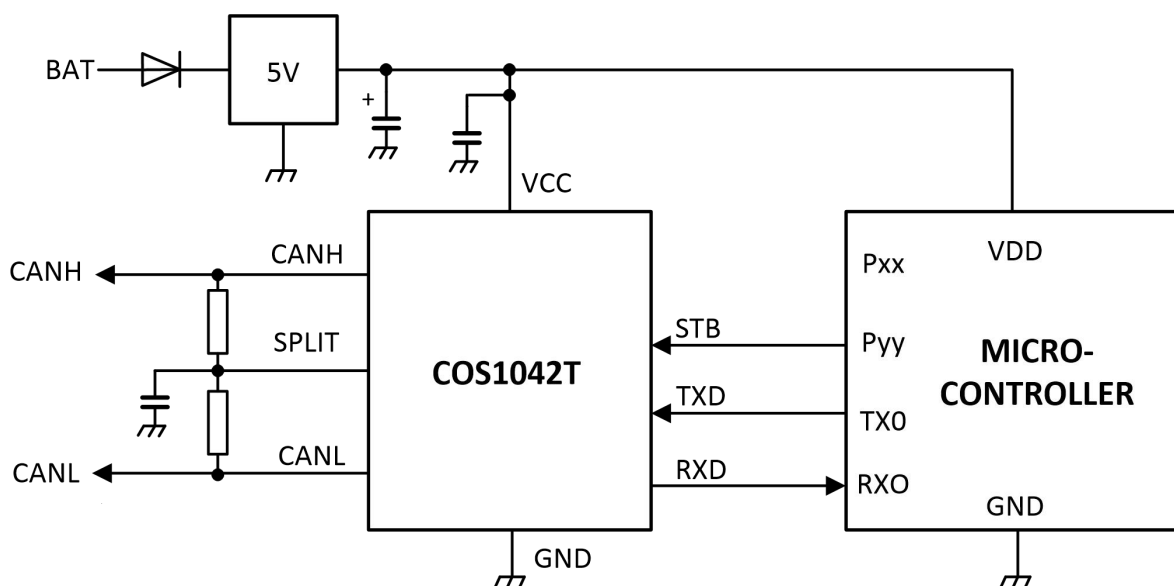 BAT
5V
+
VCC
CANH
CANH
SPLIT
CANL
CANL
COS1042T
GND
STB
TXD
RXD
Pxx
VDD
Pyy
MICRO-
CONTROLLER
TX0
RXO
GND